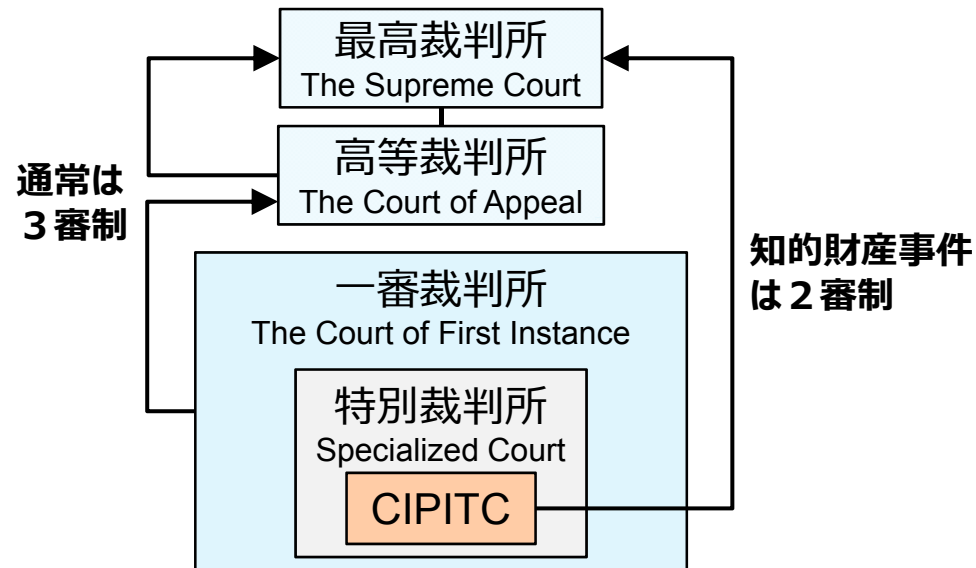 最高裁判所
The Supreme Court
高等裁判所
The Court of Appeal
通常は
３審制
知的財産事件
は２審制
一審裁判所
The Court of First Instance
特別裁判所
Specialized Court
CIPITC